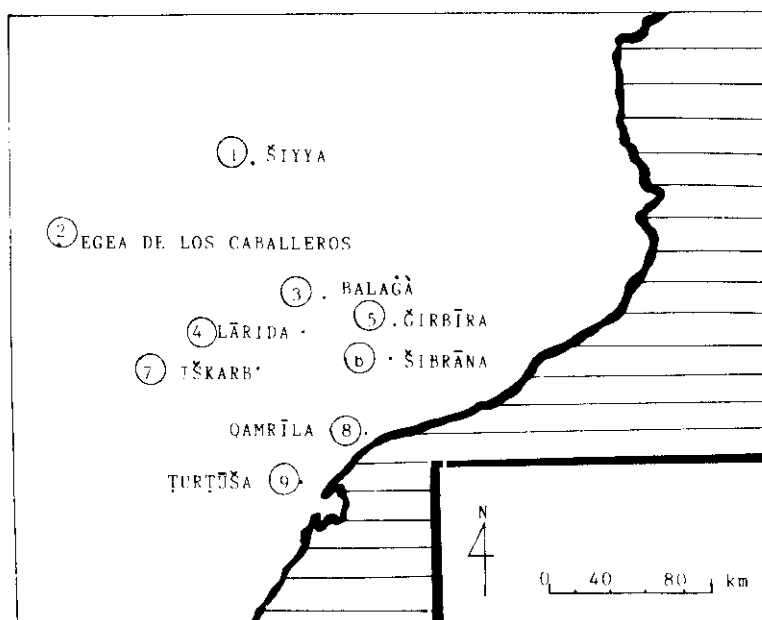 1 . ŠIYYA
2 . EGEA DE LOS CABALLEROS
3 . BALAĠÀ
5 . ČIRBĪRA
4 LĀRIDA .
6 . ŠIBRĀNA
7 IŠKARB .
QAMRĪLA 8 .
ṬURṬŪŠA 9 .
N
0 40 80 km